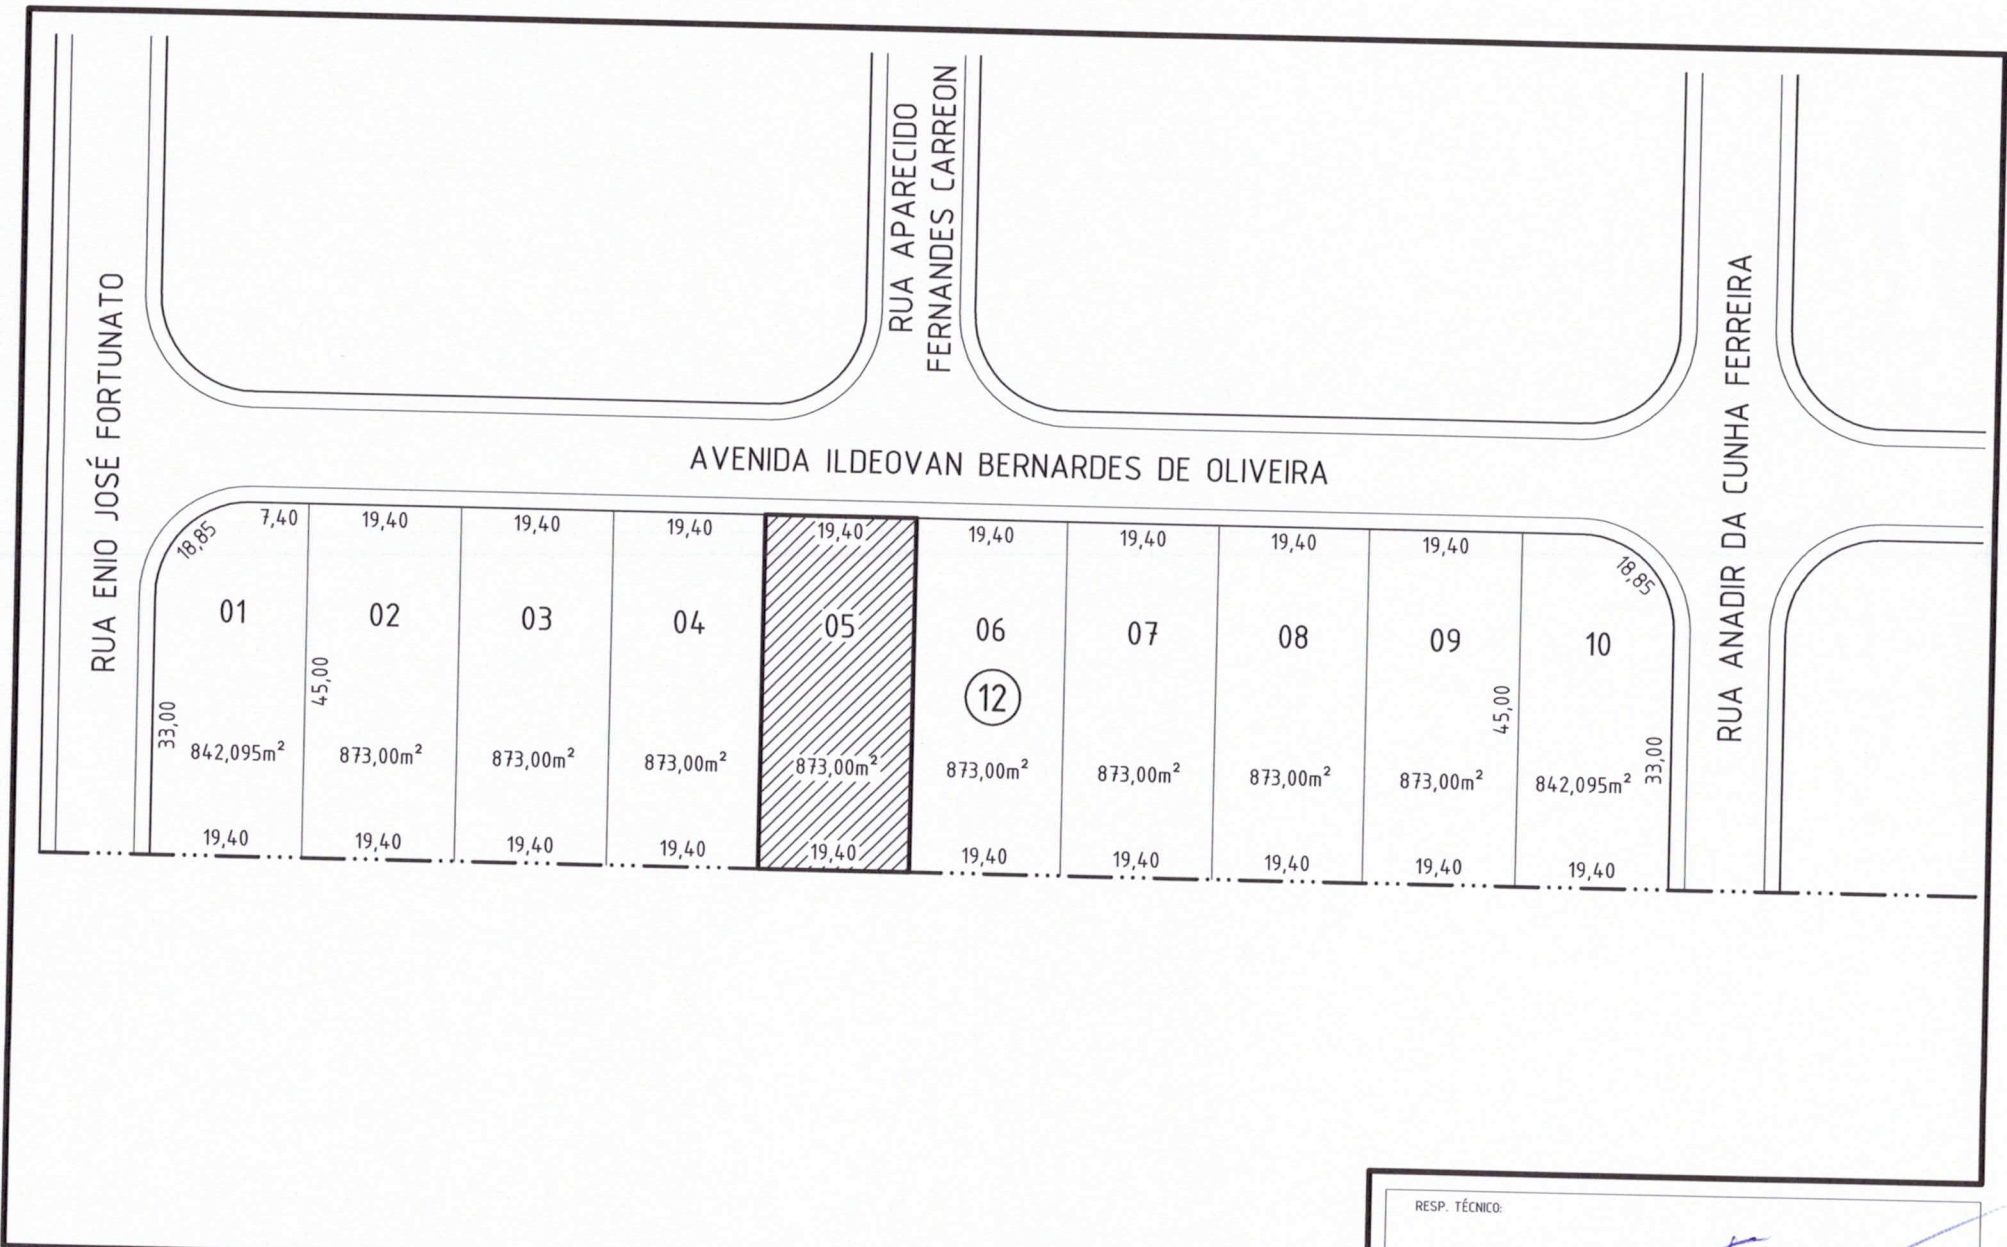 RUA ENIO JOSÉ FORTUNATO
RUA APARECIDO
FERNANDES CARREON
RUA ANADIR DA CUNHA FERREIRA
AVENIDA ILDEOVAN BERNARDES DE OLIVEIRA
18,85
7,40
19,40
19,40
19,40
19,40
19,40
19,40
19,40
19,40
18,85
01
02
03
04
05
06
07
08
09
10
12
33,00
45,00
45,00
33,00
842,095m²
873,00m²
873,00m²
873,00m²
873,00m²
873,00m²
873,00m²
873,00m²
873,00m²
842,095m²
19,40
19,40
19,40
19,40
19,40
19,40
19,40
19,40
19,40
19,40
RESP. TÉCNICO: